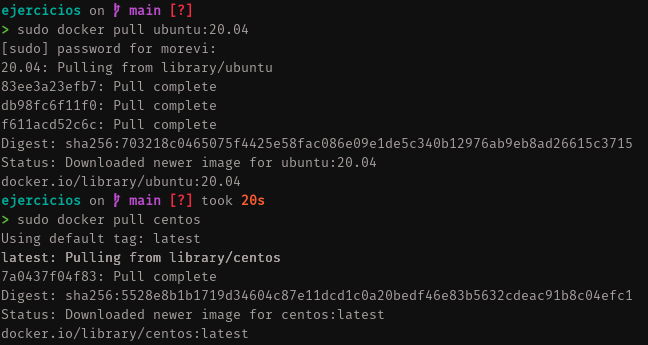 ejercicios on main [?]
> sudo docker pull ubuntu:20.04
[sudo] password for morevi:
20.04: Pulling from library/ubuntu
83ee3a23efb7: Pull complete
db98fc6f11f0: Pull complete
f611acd52c6c: Pull complete
Digest: sha256:703218c0465075f4425e58fac086e09e1de5c340b12976ab9eb8ad26615c3715
Status: Downloaded newer image for ubuntu:20.04
docker.io/library/ubuntu:20.04
ejercicios on main [?] took 20s
> sudo docker pull centos
Using default tag: latest
latest: Pulling from library/centos
7a0437f04f83: Pull complete
Digest: sha256:5528e8b1b1719d34604c87e11dcd1c0a20bedf46e83b5632cdeac91b8c04efc1
Status: Downloaded newer image for centos:latest
docker.io/library/centos:latest